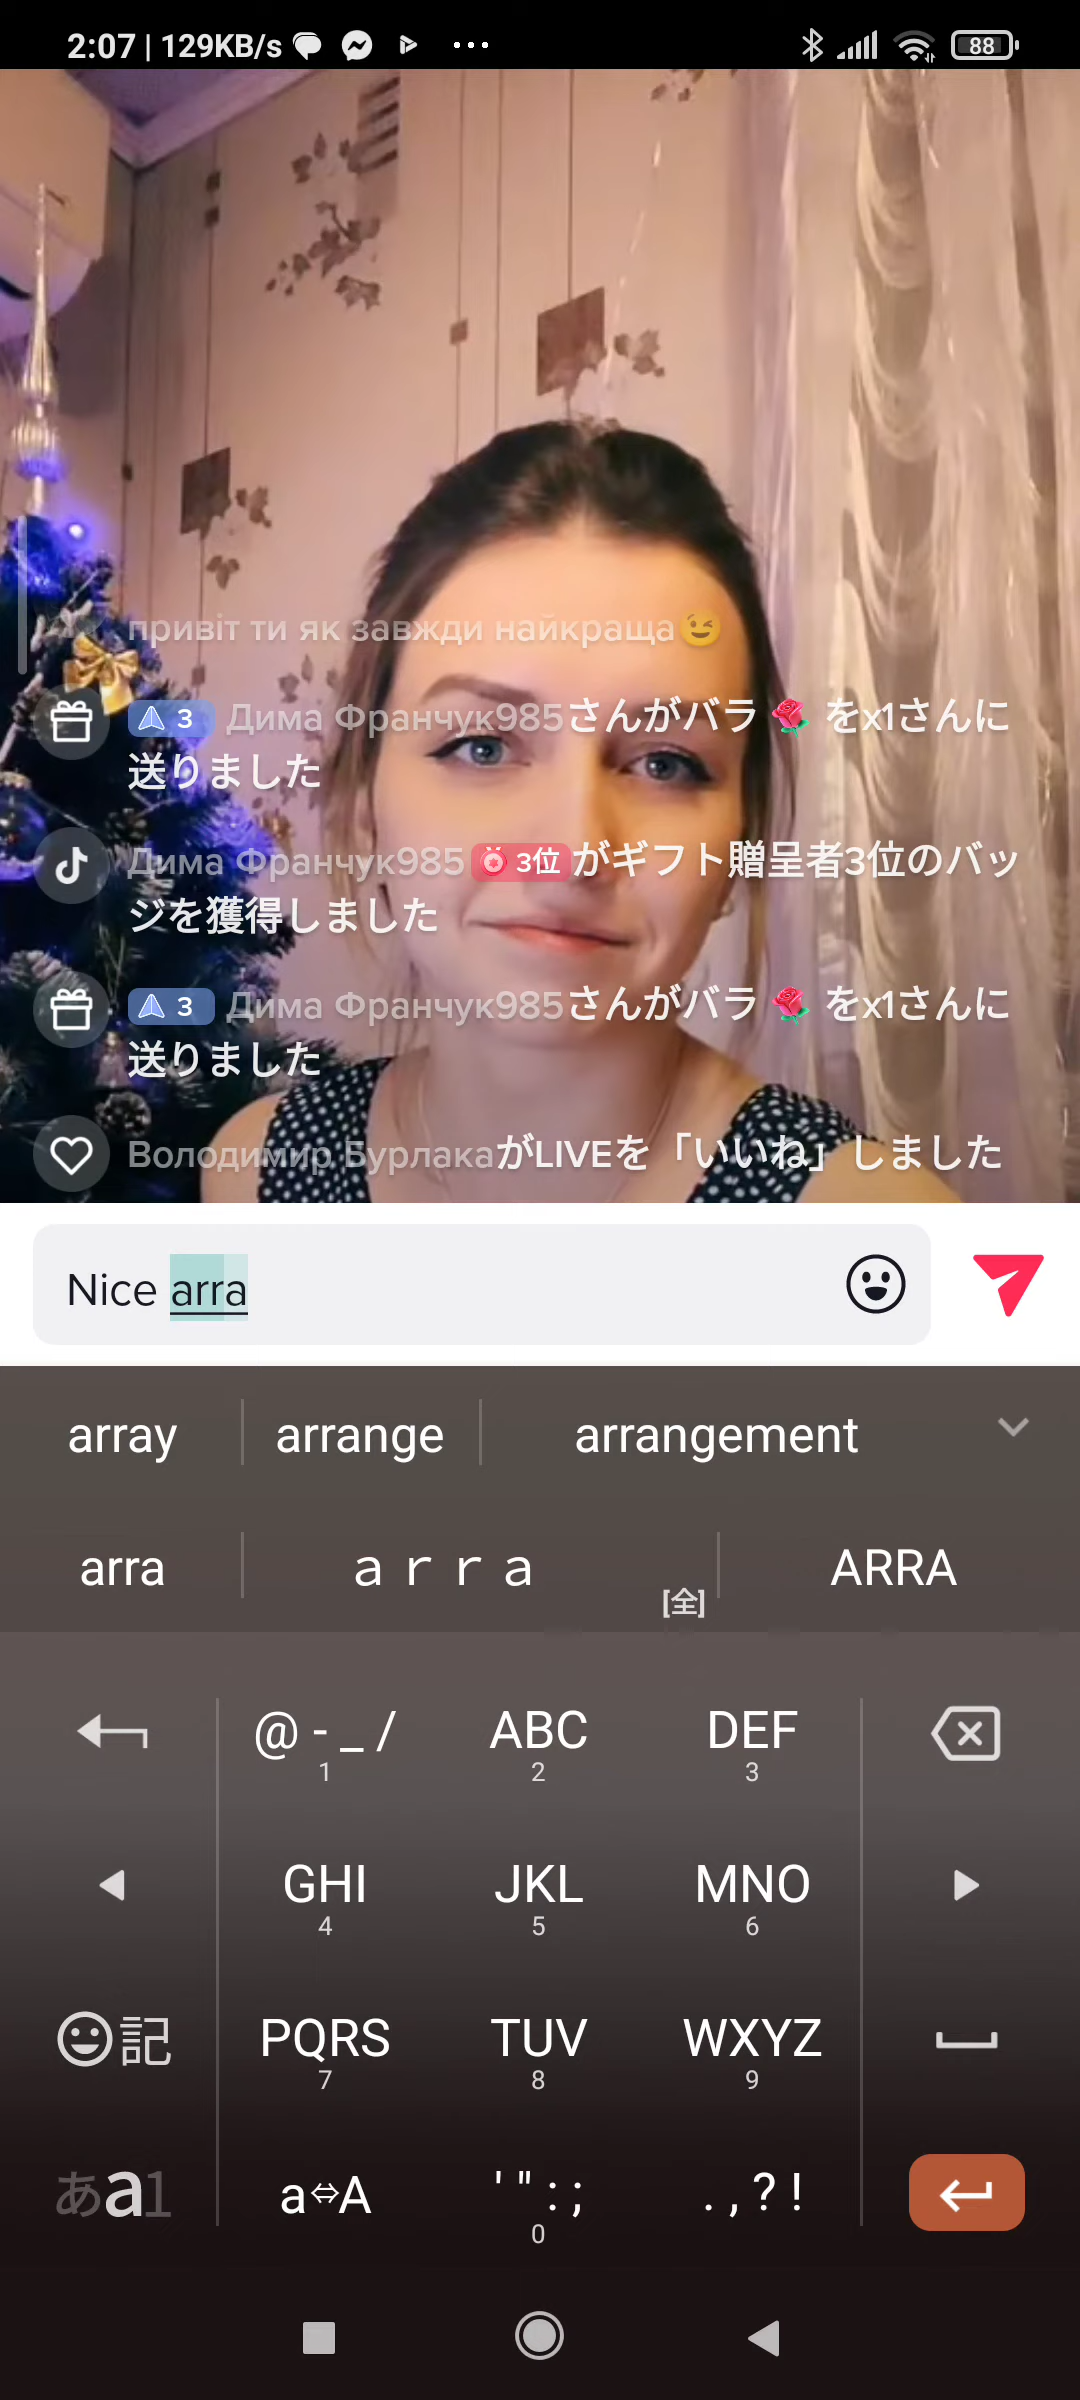 2:07 | 129KB/s
88
привіт ти як завжди найкраща😉
3 Дима Франчук985さんがバラ 🌹 をx1さんに
送りました
Дима Франчук985 3位がギフト贈呈者3位のバッ
ジを獲得しました
3 Дима Франчук985さんがバラ 🌹 をx1さんに
送りました
Володимир БурлакаがLIVEを「いいね」しました
Nice arra
array arrange arrangement
arra ａｒｒａ [全] ARRA
@-_/ ABC DEF
1 2 3
GHI JKL MNO
4 5 6
記 PQRS TUV WXYZ
7 8 9
あa1 a⇔A '":; .,?!
0